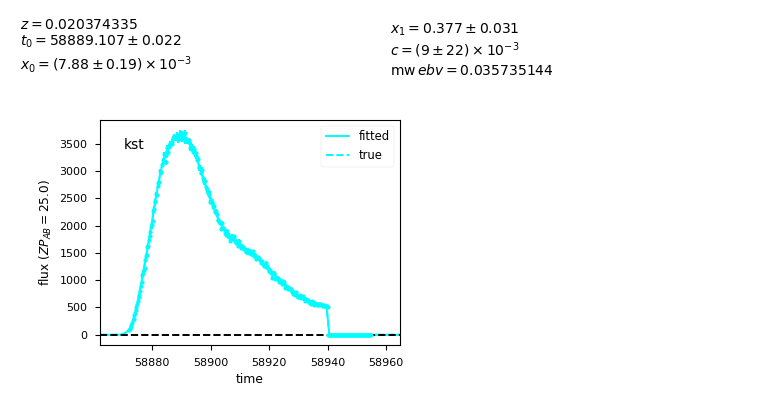 z = 0.020374335
t₀ = 58889.107 ± 0.022
x₀ = (7.88 ± 0.19) × 10⁻³
x₁ = 0.377 ± 0.031
c = (9 ± 22) × 10⁻³
mw ebv = 0.035735144
kst
fitted
true
3500
3000
2500
2000
1500
1000
500
0
flux (ZP_AB = 25.0)
58880 58900 58920 58940 58960
time